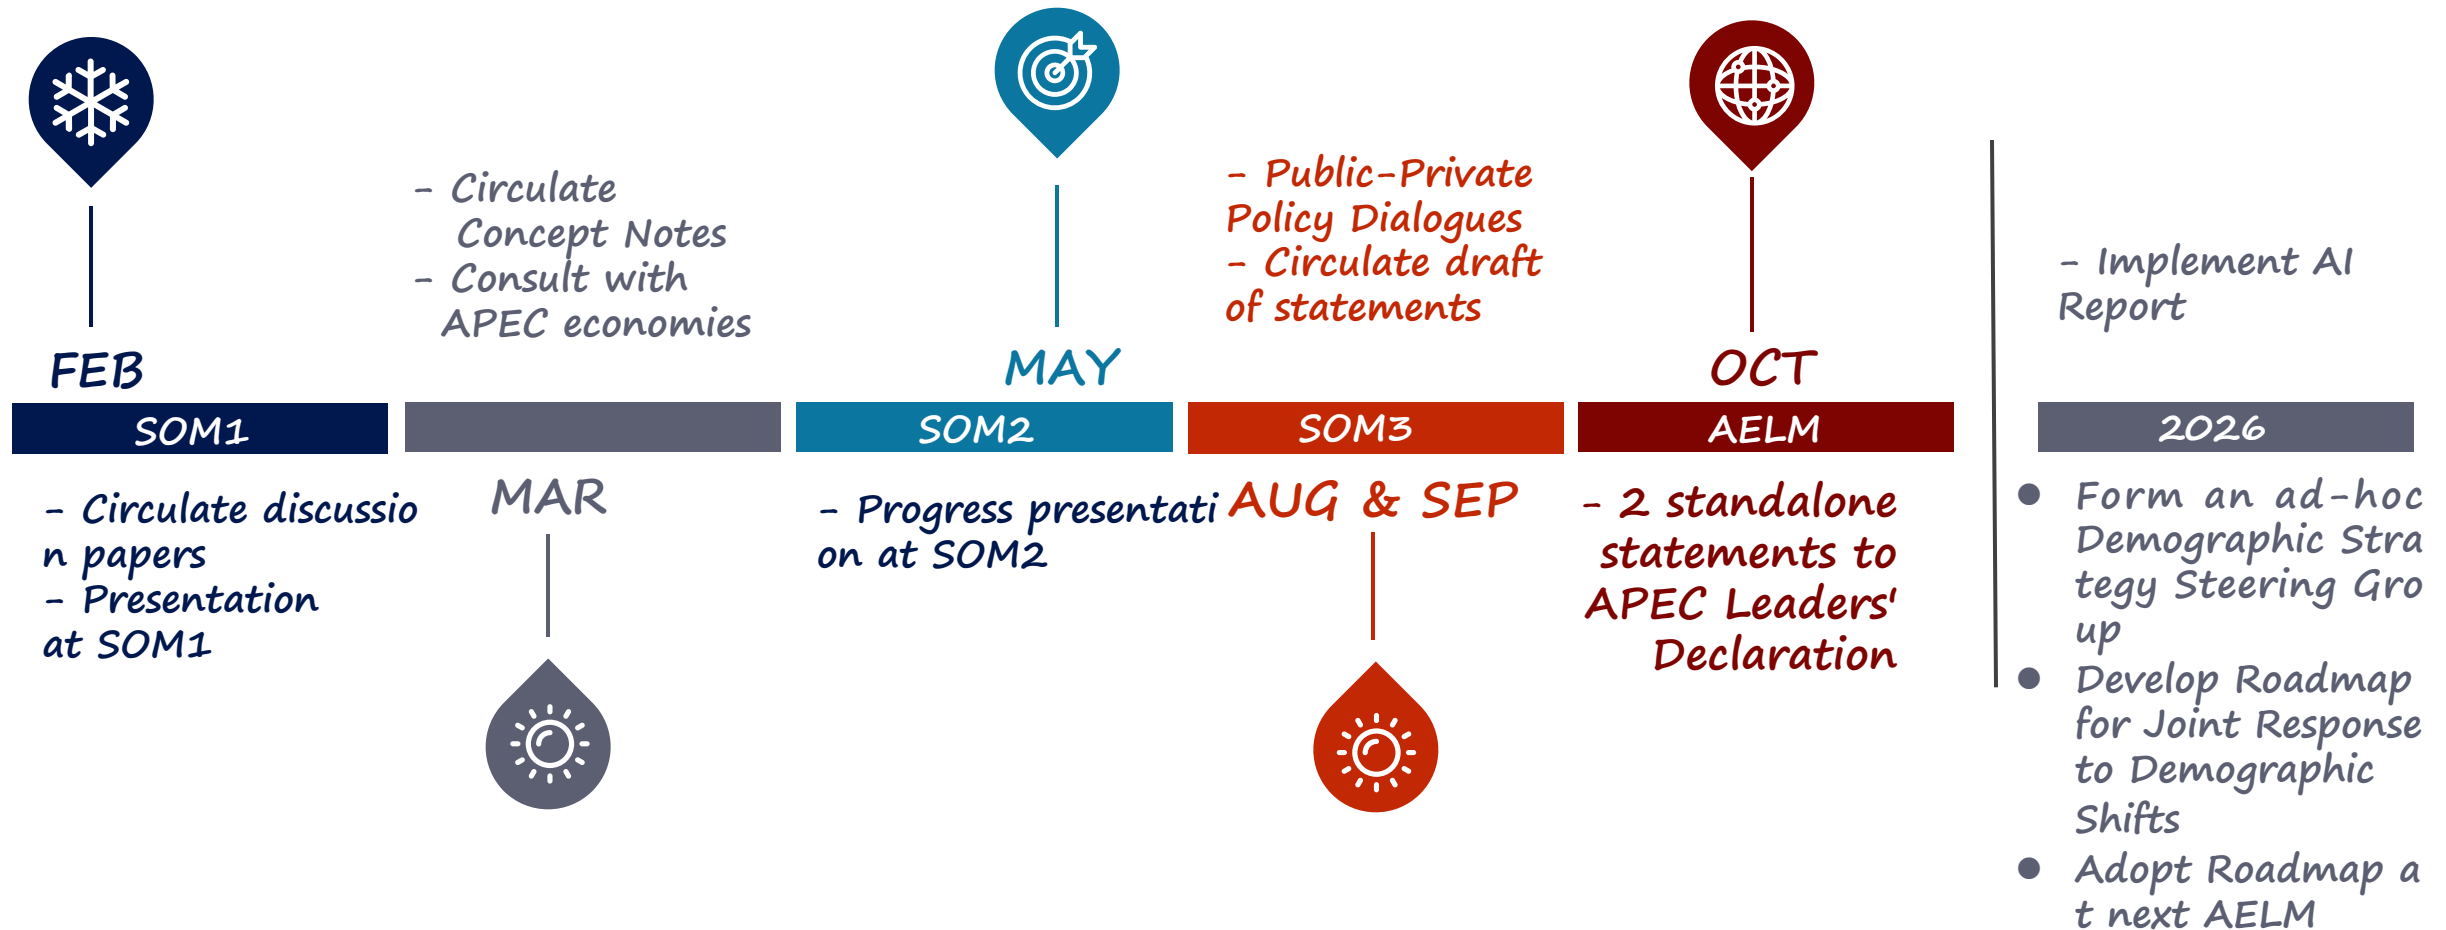 FEB
SOM1
- Circulate discussio
n papers
- Presentation
at SOM1
- Circulate
Concept Notes
- Consult with
APEC economies
MAR
MAY
SOM2
- Progress presentati
on at SOM2
- Public-Private
Policy Dialogues
- Circulate draft
of statements
SOM3
AUG & SEP
OCT
AELM
- 2 standalone
statements to
APEC Leaders'
Declaration
- Implement AI
Report
2026
● Form an ad-hoc
Demographic Stra
tegy Steering Gro
up
● Develop Roadmap
for Joint Response
to Demographic
Shifts
● Adopt Roadmap a
t next AELM